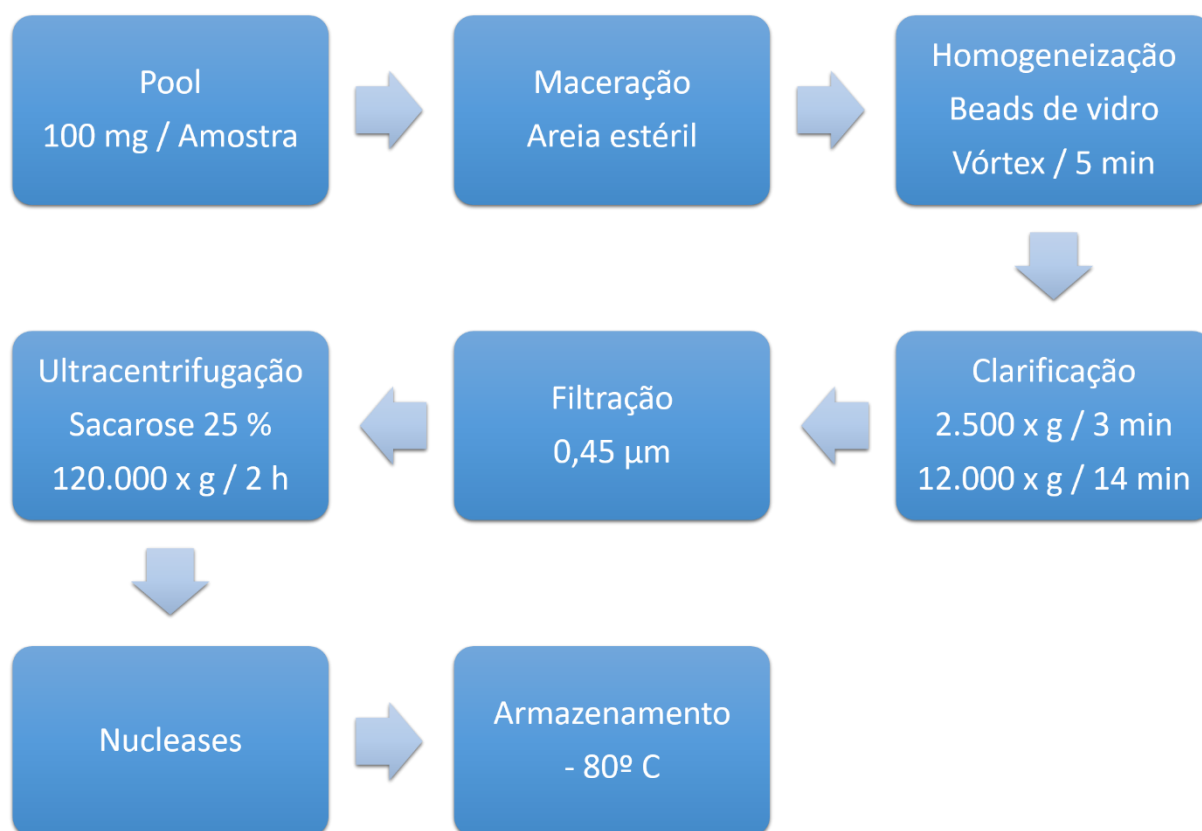 Pool
100 mg / Amostra
Maceração
Areia estéril
Homogeneização
Beads de vidro
Vórtex / 5 min
Clarificação
2.500 x g / 3 min
12.000 x g / 14 min
Filtração
0,45 µm
Ultracentrifugação
Sacarose 25 %
120.000 x g / 2 h
Nucleases
Armazenamento
- 80º C